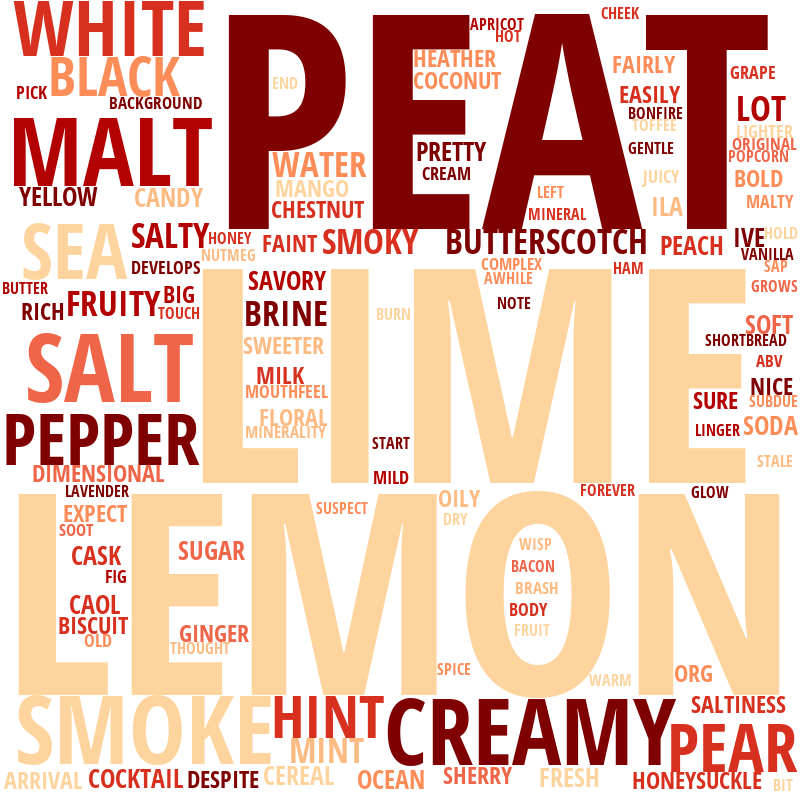 WHITE
PEAT
CHEEK
APRICOT
HOT
BLACK
HEATHER
FAIRLY
GRAPE
PICK
END
COCONUT
EASILY
BACKGROUND
BONFIRE
LOT
MALT
TOFFEE
LIGHTER
ORIGINAL
WATER
PRETTY
GENTLE
POPCORN
CREAM
JUICY
BOLD
YELLOW
CANDY
MANGO
LEFT
MALTY
CHESTNUT
MINERAL
ILA
SEA
SALTY
HONEY
FAINT
SMOKY
BUTTERSCOTCH
PEACH
IVE
HOLD
NUTMEG
VANILLA
DEVELOPS
COMPLEX
HAM
SAP
BUTTER
FRUITY
BIG
SAVORY
AWHILE
GROWS
RICH
TOUCH
BRINE
LIME
NOTE
BURN
SOFT
SALT
SWEETER
SHORTBREAD
MILK
ABV
MOUTHFEEL
NICE
PEPPER
FLORAL
SURE
SUBDUE
MINERALITY
START
LINGER
SODA
DIMENSIONAL
MILD
STALE
LAVENDER
FOREVER
GLOW
LEMON
EXPECT
SUSPECT
OILY
SOOT
DRY
CASK
SUGAR
WISP
FIG
BACON
BRASH
CAOL
BODY
BISCUIT
GINGER
FRUIT
OLD
THOUGHT
SPICE
WARM
ORG
SMOKE
HINT
CREAMY
SALTINESS
MINT
PEAR
ARRIVAL
COCKTAIL
DESPITE
CEREAL
OCEAN
SHERRY
FRESH
HONEYSUCKLE
BIT